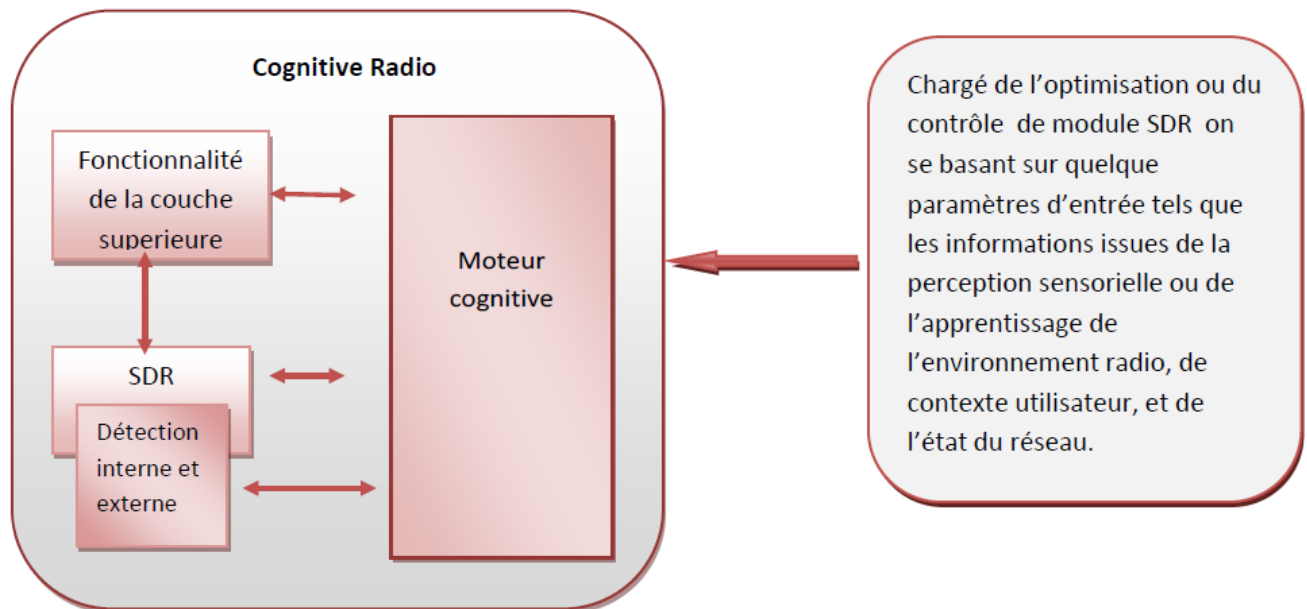 Cognitive Radio
Fonctionnalité
de la couche
superieure
SDR
Détection
interne et
externe
Moteur
cognitive
Chargé de l'optimisation ou du
contrôle de module SDR on
se basant sur quelque
paramètres d'entrée tels que
les informations issues de la
perception sensorielle ou de
l'apprentissage de
l'environnement radio, de
contexte utilisateur, et de
l'état du réseau.